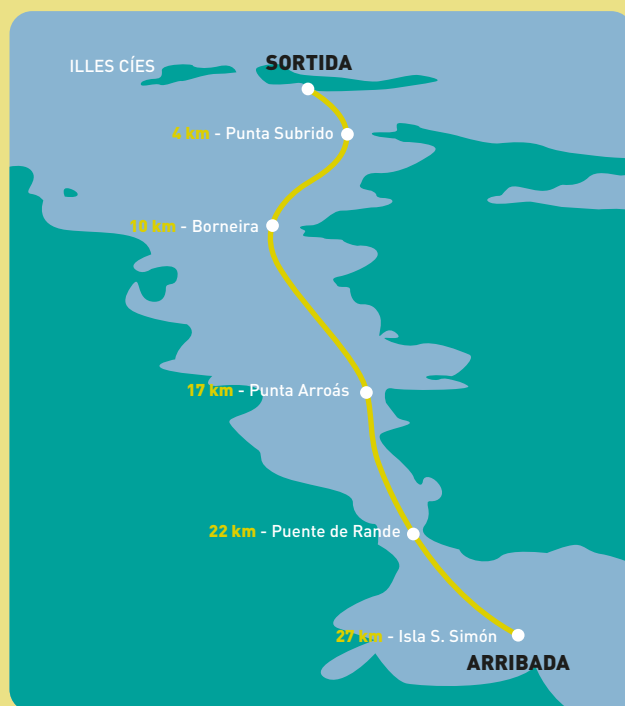 ILLES CÍES
SORTIDA
4 km - Punta Subrido
10 km - Borneira
17 km - Punta Arroás
22 km - Puente de Rande
27 km - Isla S. Simón
ARRIBADA